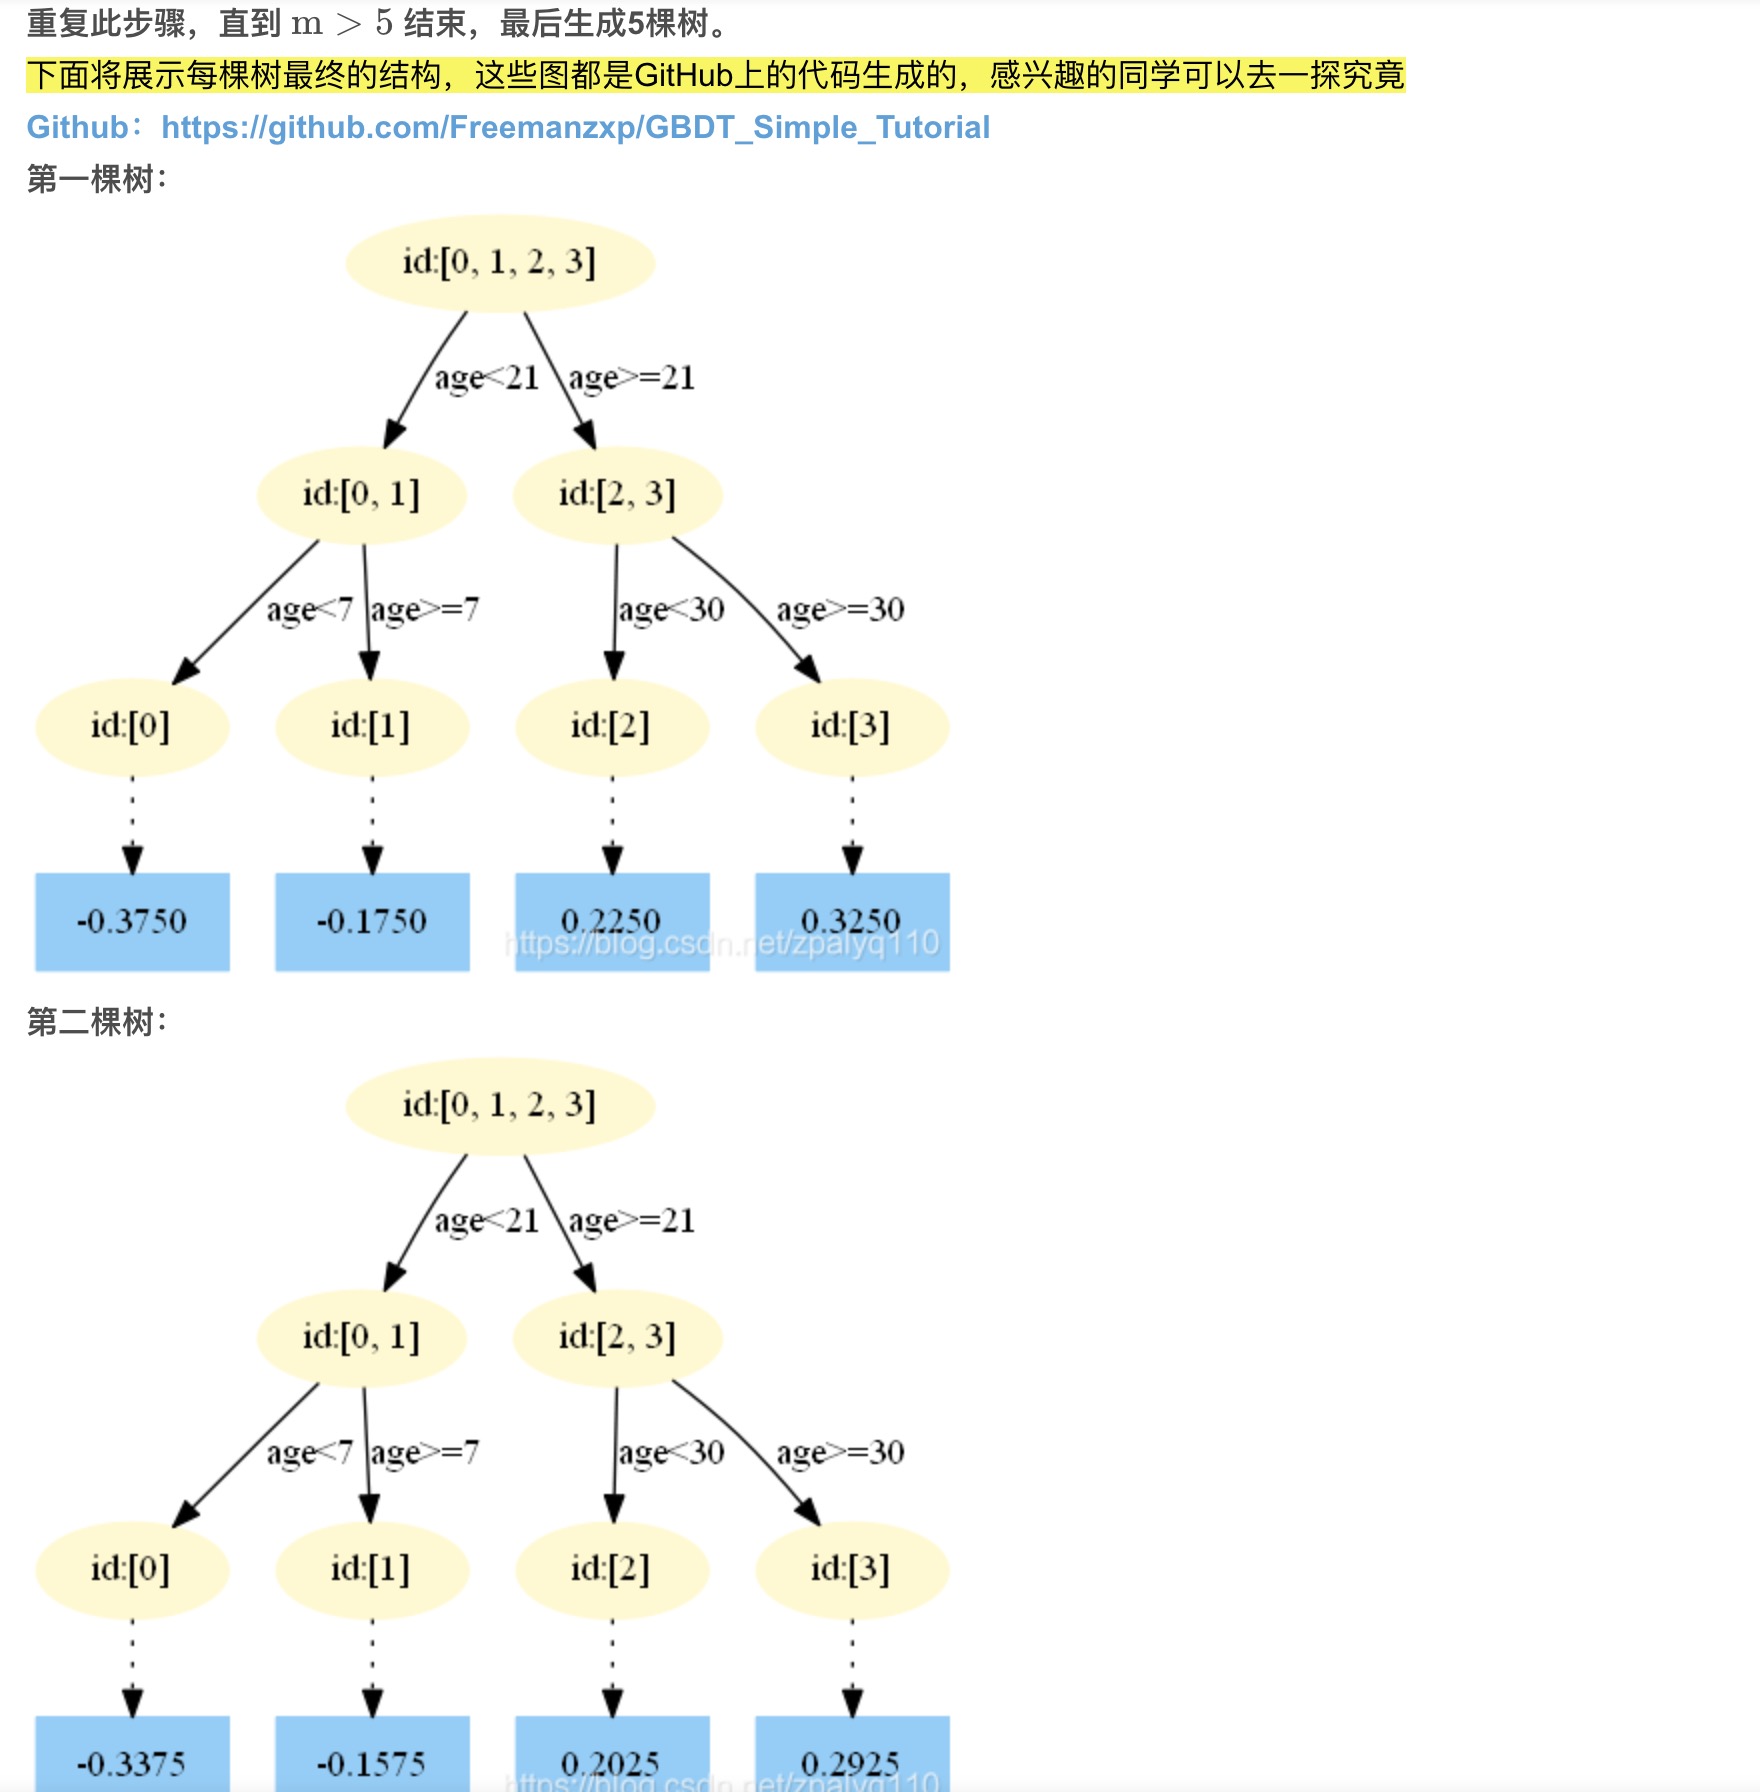 重复此步骤，直到 m > 5 结束，最后生成5棵树。
下面将展示每棵树最终的结构，这些图都是GitHub上的代码生成的，感兴趣的同学可以去一探究竟
Github：https://github.com/Freemanzxp/GBDT_Simple_Tutorial
第一棵树：
id:[0, 1, 2, 3]
age<21 age>=21
id:[0, 1] id:[2, 3]
age<7 age>=7 age<30 age>=30
id:[0] id:[1] id:[2] id:[3]
-0.3750 -0.1750 0.2250 0.3250
https://blog.csdn.net/zpalyq110
第二棵树：
id:[0, 1, 2, 3]
age<21 age>=21
id:[0, 1] id:[2, 3]
age<7 age>=7 age<30 age>=30
id:[0] id:[1] id:[2] id:[3]
-0.3375 -0.1575 0.2025 0.2925
https://blog.csdn.net/zpalyq110